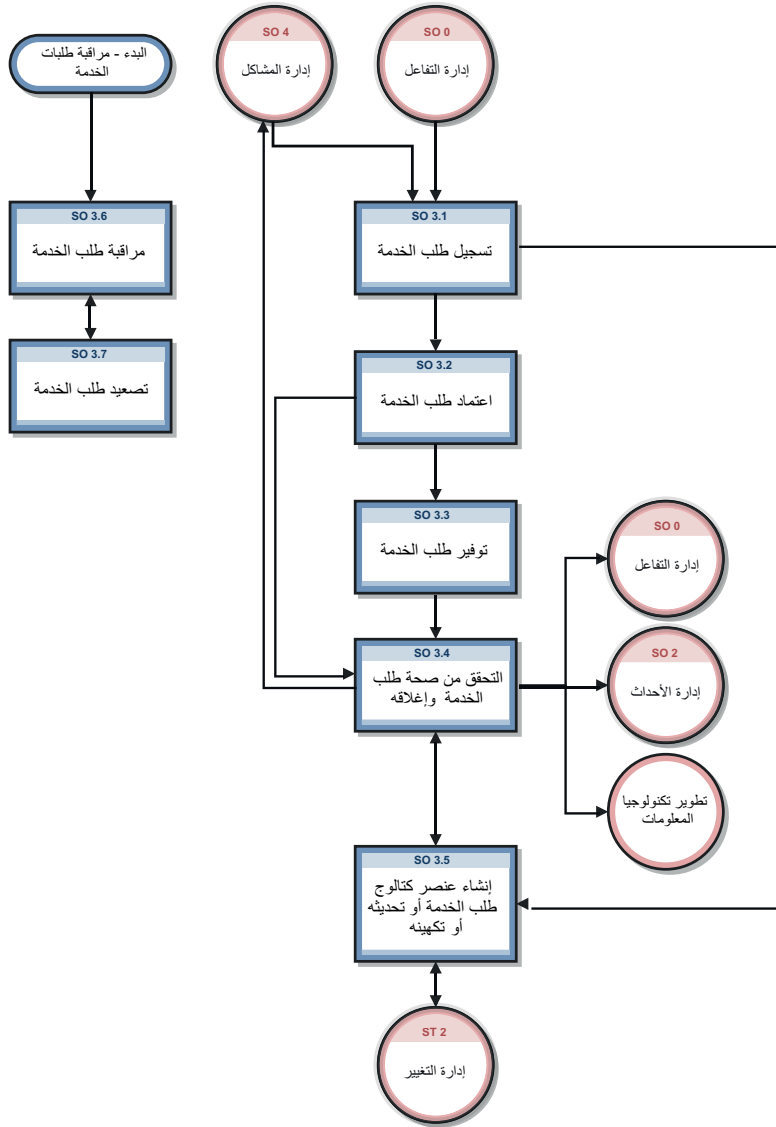 البدء - مراقبة طلبات
الخدمة
SO 4
إدارة المشاكل
SO 0
إدارة التفاعل
SO 3.6
مراقبة طلب الخدمة
SO 3.1
تسجيل طلب الخدمة
SO 3.7
تصعيد طلب الخدمة
SO 3.2
اعتماد طلب الخدمة
SO 3.3
توفير طلب الخدمة
SO 0
إدارة التفاعل
SO 3.4
التحقق من صحة طلب
الخدمة وإغلاقه
SO 2
إدارة الأحداث
تطوير تكنولوجيا
المعلومات
SO 3.5
إنشاء عنصر كتالوج
طلب الخدمة أو تحديثه
أو تكهينه
ST 2
إدارة التغيير